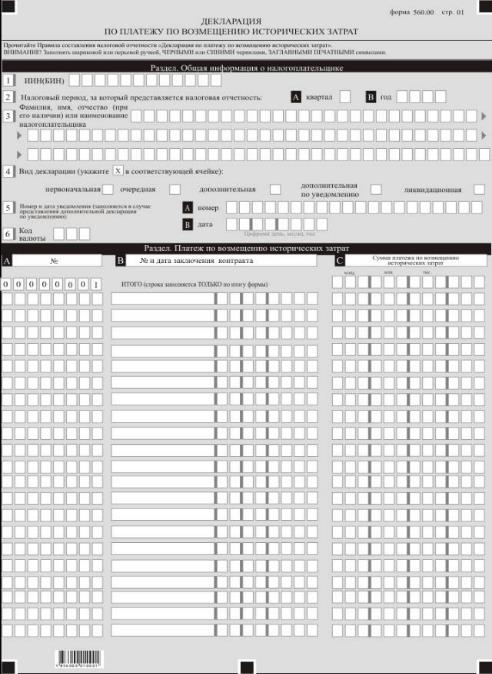 форма 560.00 стр. 01
ДЕКЛАРАЦИЯ
ПО ПЛАТЕЖУ ПО ВОЗМЕЩЕНИЮ ИСТОРИЧЕСКИХ ЗАТРАТ
Прочитайте Правила составления налоговой отчетности «Декларация по платежу по возмещению исторических затрат».
ВНИМАНИЕ! Заполнять шариковой или перьевой ручкой, ЧЕРНЫМИ или СИНИМИ чернилами, ЗАГЛАВНЫМИ ПЕЧАТНЫМИ символами.
Раздел. Общая информация о налогоплательщике
1 ИИН(БИН)
2 Налоговый период, за который представляется налоговая отчетность: A квартал B год
3 Фамилия, имя, отчество (при
его наличии) или наименование
налогоплательщика
4 Вид декларации (укажите X в соответствующей ячейке):
первоначальная очередная дополнительная дополнительная
по уведомлению ликвидационная
5 Номер и дата уведомления (заполняется в случае
представления дополнительной декларации
по уведомлению)
A номер
B дата
Цифрами день, месяц, год
6 Код
валюты
Раздел. Платеж по возмещению исторических затрат
A № B № и дата заключения контракта C Сумма платежа по возмещению
исторических затрат
млрд млн тыс
0 0 0 0 0 0 0 1 ИТОГО (строка заполняется ТОЛЬКО по итогу формы)